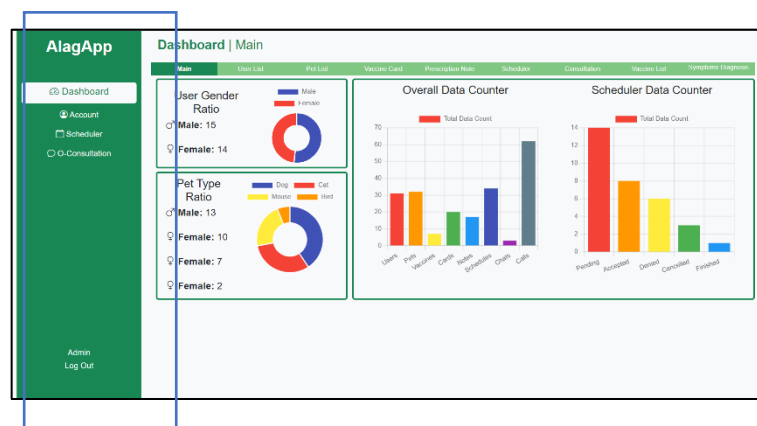 AlagApp
Dashboard
Account
Scheduler
O-Consultation
Admin
Log Out
Dashboard | Main
Main User List Pet List Vaccine Card Prescription Note Scheduler Consultation Vaccine List Symptoms Diagnosis
User Gender
Ratio
Male
Female
Male: 15
Female: 14
Pet Type
Ratio
Dog Cat
Mouse Bird
Male: 13
Female: 10
Female: 7
Female: 2
Overall Data Counter
Total Data Count
70
60
50
40
30
20
10
0
Users Pets Vaccines Cards Notes Schedules Chats Calls
Scheduler Data Counter
Total Data Count
14
12
10
8
6
4
2
0
Pending Accepted Denied Cancelled Finished